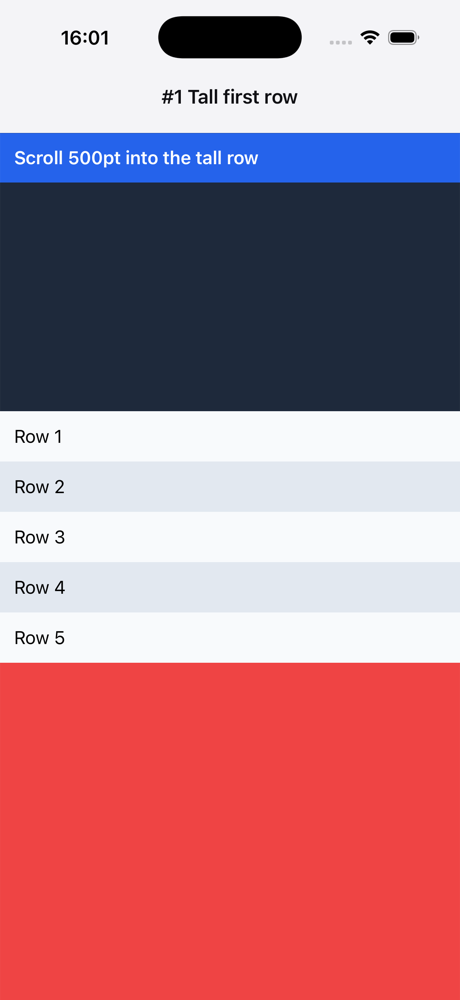 16:01
#1 Tall first row
Scroll 500pt into the tall row
Row 1
Row 2
Row 3
Row 4
Row 5